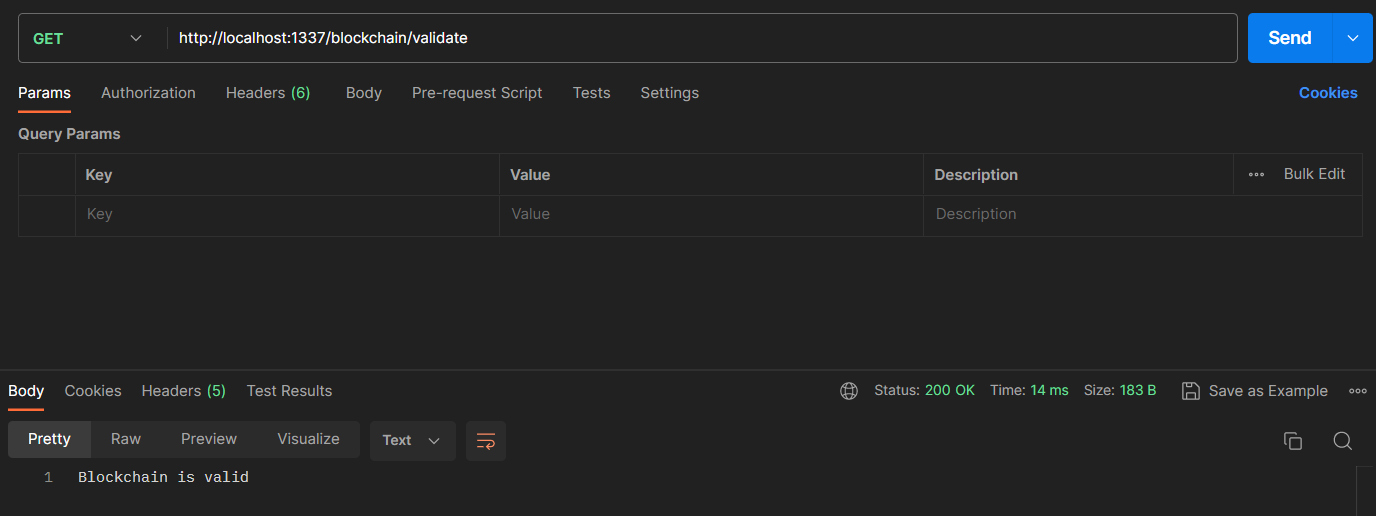 GET http://localhost:1337/blockchain/validate Send
Params Authorization Headers (6) Body Pre-request Script Tests Settings Cookies
Query Params
Key Value Description Bulk Edit
Key Value Description
Body Cookies Headers (5) Test Results Status: 200 OK Time: 14 ms Size: 183 B Save as Example
Pretty Raw Preview Visualize Text
1 Blockchain is valid